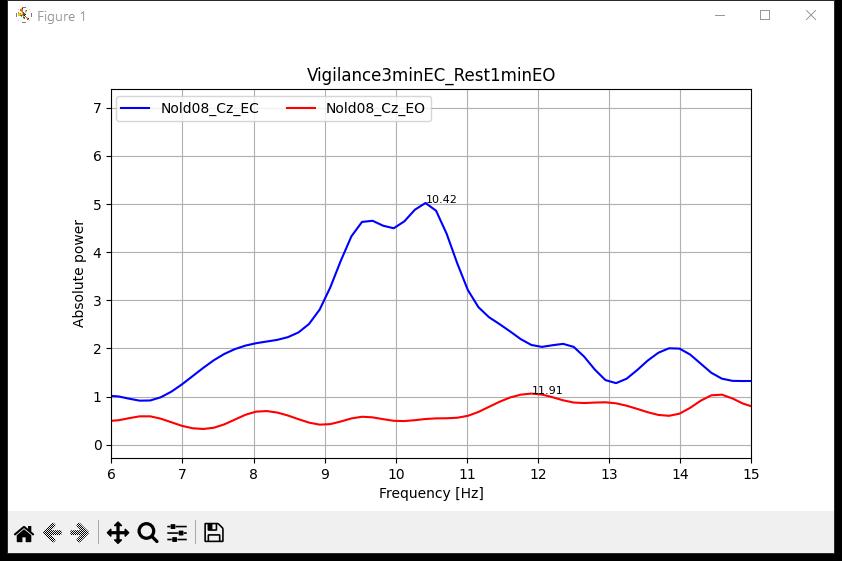 Figure 1
Vigilance3minEC_Rest1minEO
Nold08_Cz_EC
Nold08_Cz_EO
7
6
5
4
3
2
1
0
Absolute power
10.42
11.91
6 7 8 9 10 11 12 13 14 15
Frequency [Hz]